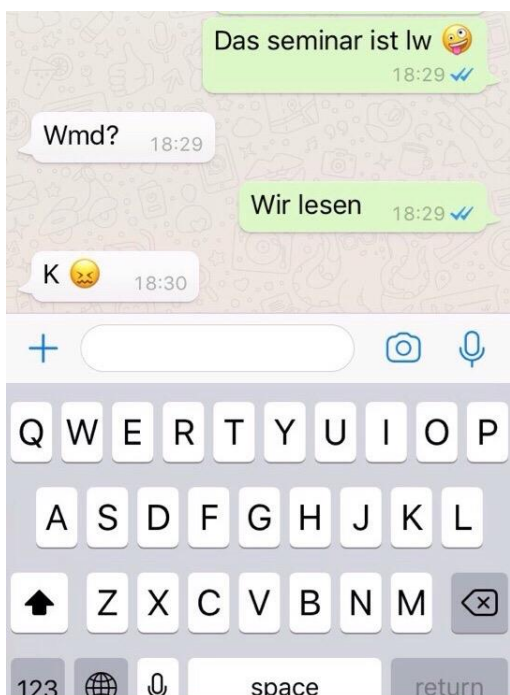 Das seminar ist lw 🤪
18:29
Wmd? 18:29
Wir lesen 18:29
K 😖 18:30
Q W E R T Y U I O P
A S D F G H J K L
Z X C V B N M
123 space return